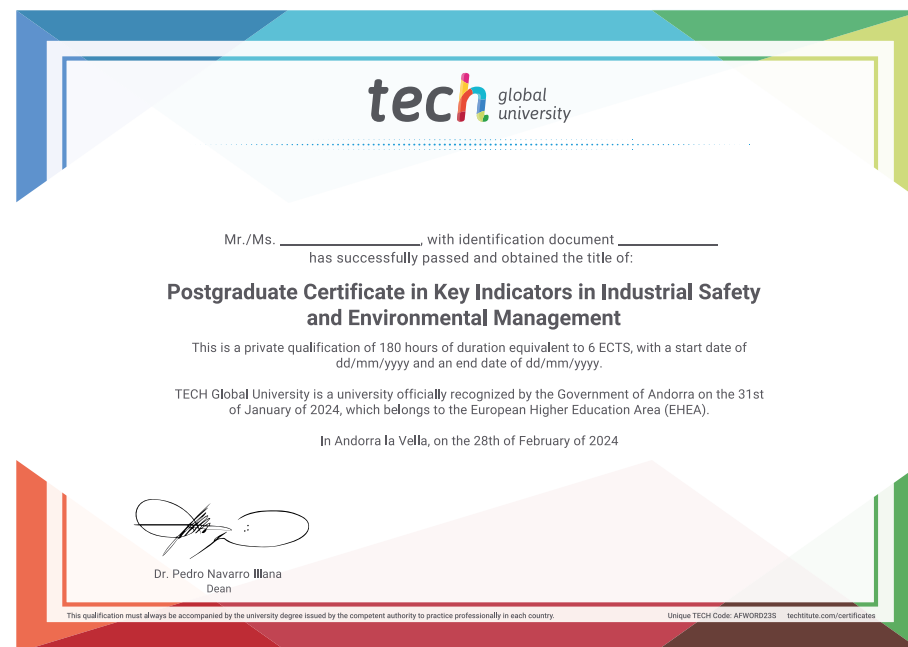 tech global university
Mr./Ms. ____________, with identification document ____________
has successfully passed and obtained the title of:
Postgraduate Certificate in Key Indicators in Industrial Safety
and Environmental Management
This is a private qualification of 180 hours of duration equivalent to 6 ECTS, with a start date of
dd/mm/yyyy and an end date of dd/mm/yyyy.
TECH Global University is a university officially recognized by the Government of Andorra on the 31st
of January of 2024, which belongs to the European Higher Education Area (EHEA).
In Andorra la Vella, on the 28th of February of 2024
Dr. Pedro Navarro Illana
Dean
This qualification must always be accompanied by the university degree issued by the competent authority to practice professionally in each country.
Unique TECH Code: AFWORD23S techtitute.com/certificates